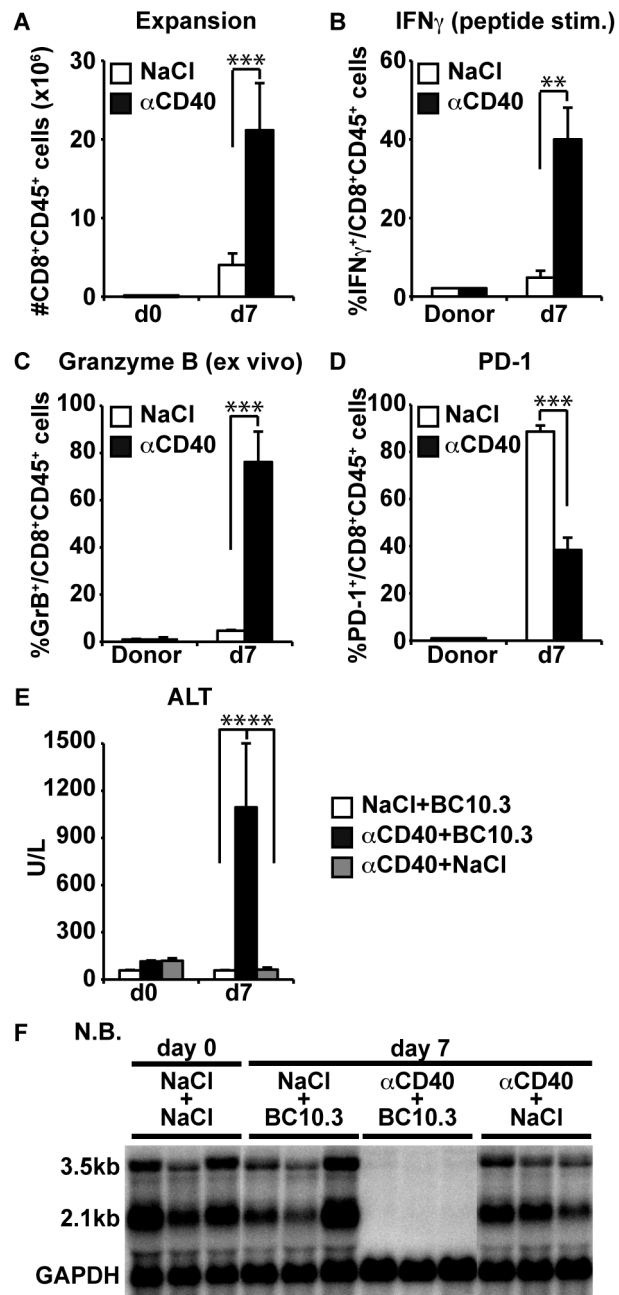 A Expansion
#CD8⁺CD45⁺ cells (x10⁶)
30
20
10
0
NaCl
αCD40
***
d0 d7
B IFNγ (peptide stim.)
%IFNγ⁺/CD8⁺CD45⁺ cells
60
40
20
0
NaCl
αCD40
**
Donor d7
C Granzyme B (ex vivo)
%GrB⁺/CD8⁺CD45⁺ cells
100
80
60
40
20
0
NaCl
αCD40
***
Donor d7
D PD-1
%PD-1⁺/CD8⁺CD45⁺ cells
100
80
60
40
20
0
NaCl
αCD40
***
Donor d7
E ALT
U/L
1500
1200
900
600
300
0
****
d0 d7
NaCl+BC10.3
αCD40+BC10.3
αCD40+NaCl
F N.B.
day 0 day 7
NaCl NaCl αCD40 αCD40
+ + + +
NaCl BC10.3 BC10.3 NaCl
3.5kb
2.1kb
GAPDH